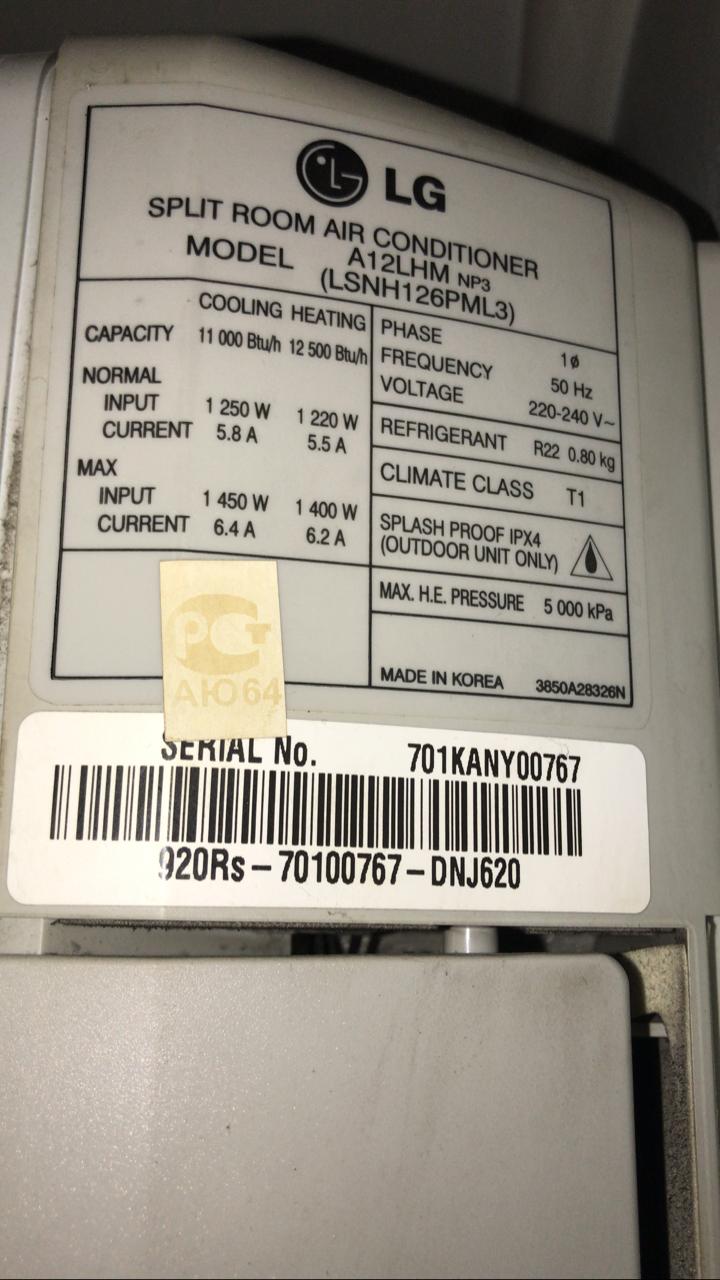 LG
SPLIT ROOM AIR CONDITIONER
MODEL A12LHM NP3
(LSNH126PML3)
COOLING HEATING
CAPACITY 11 000 Btu/h 12 500 Btu/h
NORMAL
INPUT 1 250 W 1 220 W
CURRENT 5.8 A 5.5 A
MAX
INPUT 1 450 W 1 400 W
CURRENT 6.4 A 6.2 A
PHASE 1ø
FREQUENCY 50 Hz
VOLTAGE 220-240 V~
REFRIGERANT R22 0.80 kg
CLIMATE CLASS T1
SPLASH PROOF IPX4
(OUTDOOR UNIT ONLY)
MAX. H.E. PRESSURE 5 000 kPa
MADE IN KOREA 3850A28326N
РСТ
АЮ64
SERIAL No. 701KANY00767
920Rs-70100767-DNJ620